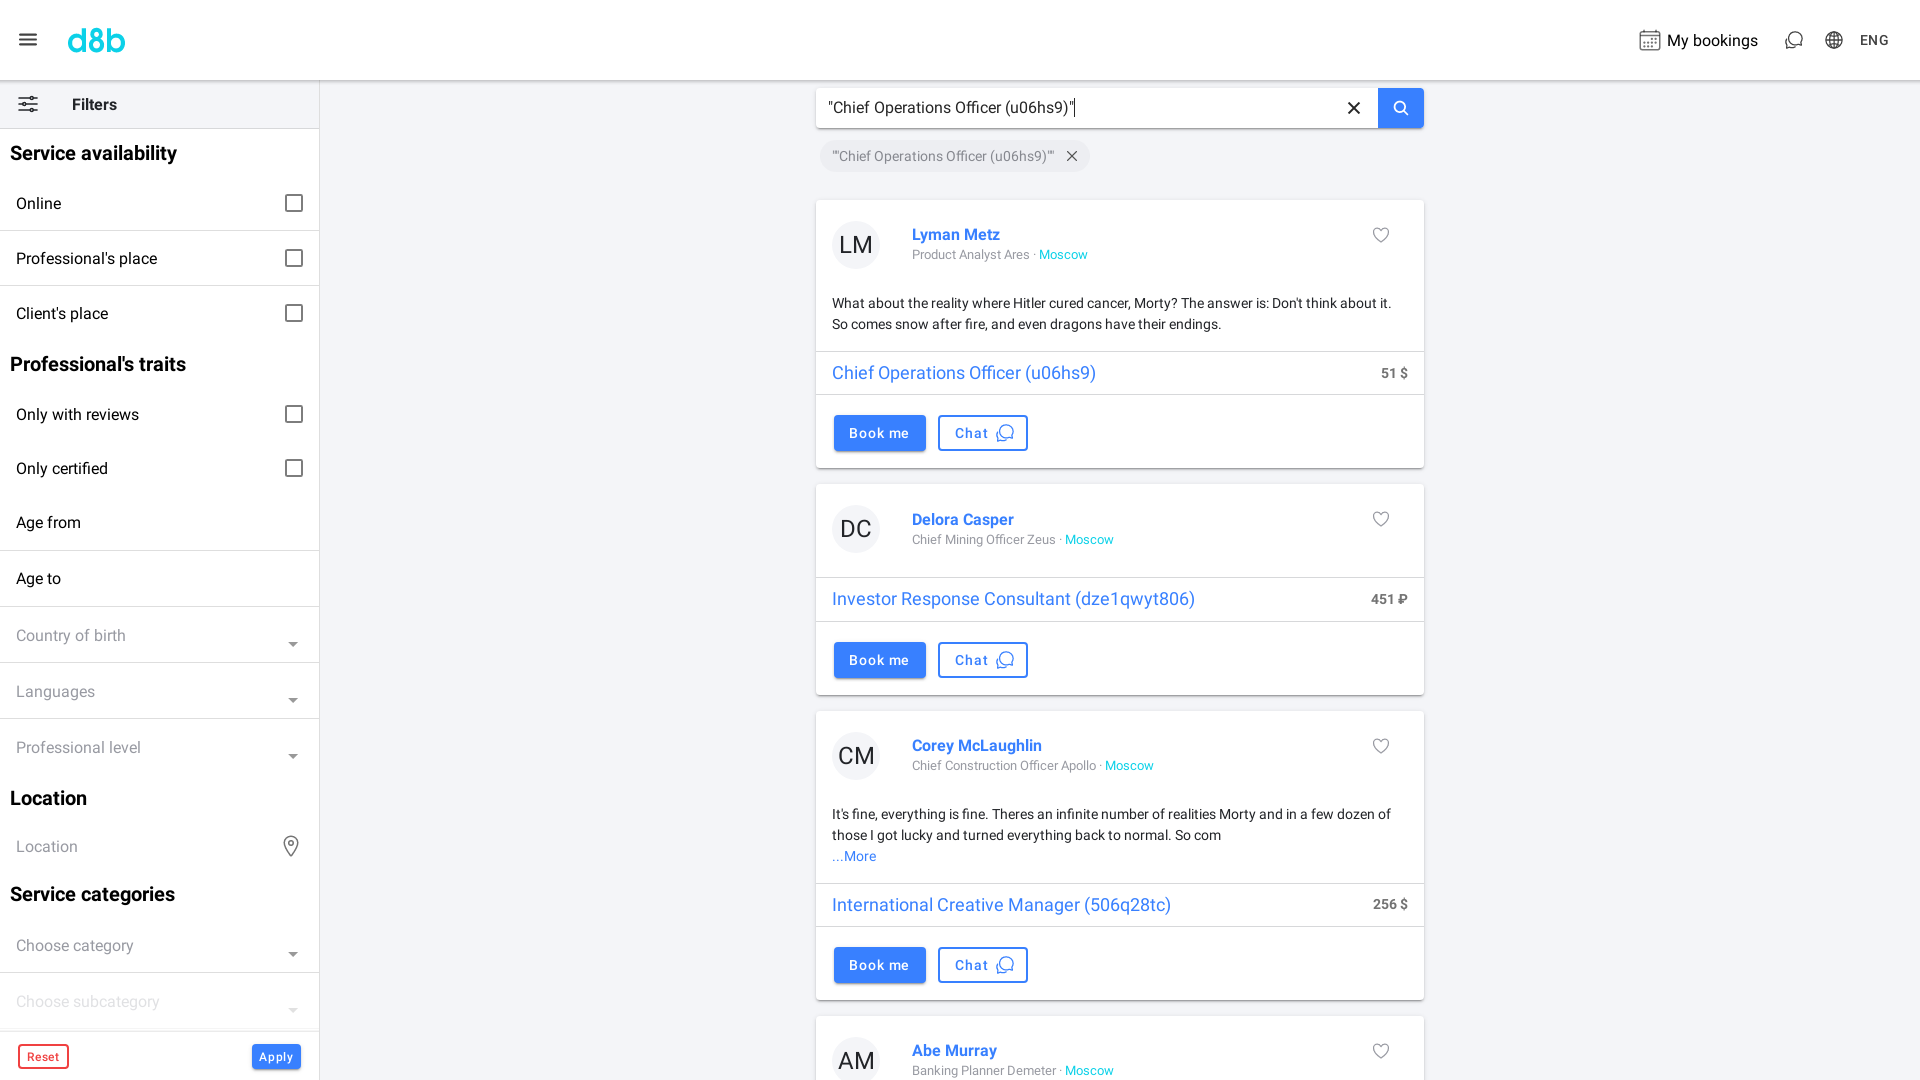 d8b
My bookings
ENG
Filters
Service availability
Online
Professional's place
Client's place
Professional's traits
Only with reviews
Only certified
Age from
Age to
Country of birth
Languages
Professional level
Location
Location
Service categories
Choose category
Choose subcategory
Reset
Apply
"Chief Operations Officer (u06hs9)"
""Chief Operations Officer (u06hs9)""
LM
Lyman Metz
Product Analyst Ares · Moscow
What about the reality where Hitler cured cancer, Morty? The answer is: Don't think about it.
So comes snow after fire, and even dragons have their endings.
Chief Operations Officer (u06hs9)
51 $
Book me
Chat
DC
Delora Casper
Chief Mining Officer Zeus · Moscow
Investor Response Consultant (dze1qwyt806)
451 ₽
Book me
Chat
CM
Corey McLaughlin
Chief Construction Officer Apollo · Moscow
It's fine, everything is fine. Theres an infinite number of realities Morty and in a few dozen of
those I got lucky and turned everything back to normal. So com
...More
International Creative Manager (506q28tc)
256 $
Book me
Chat
AM
Abe Murray
Banking Planner Demeter · Moscow